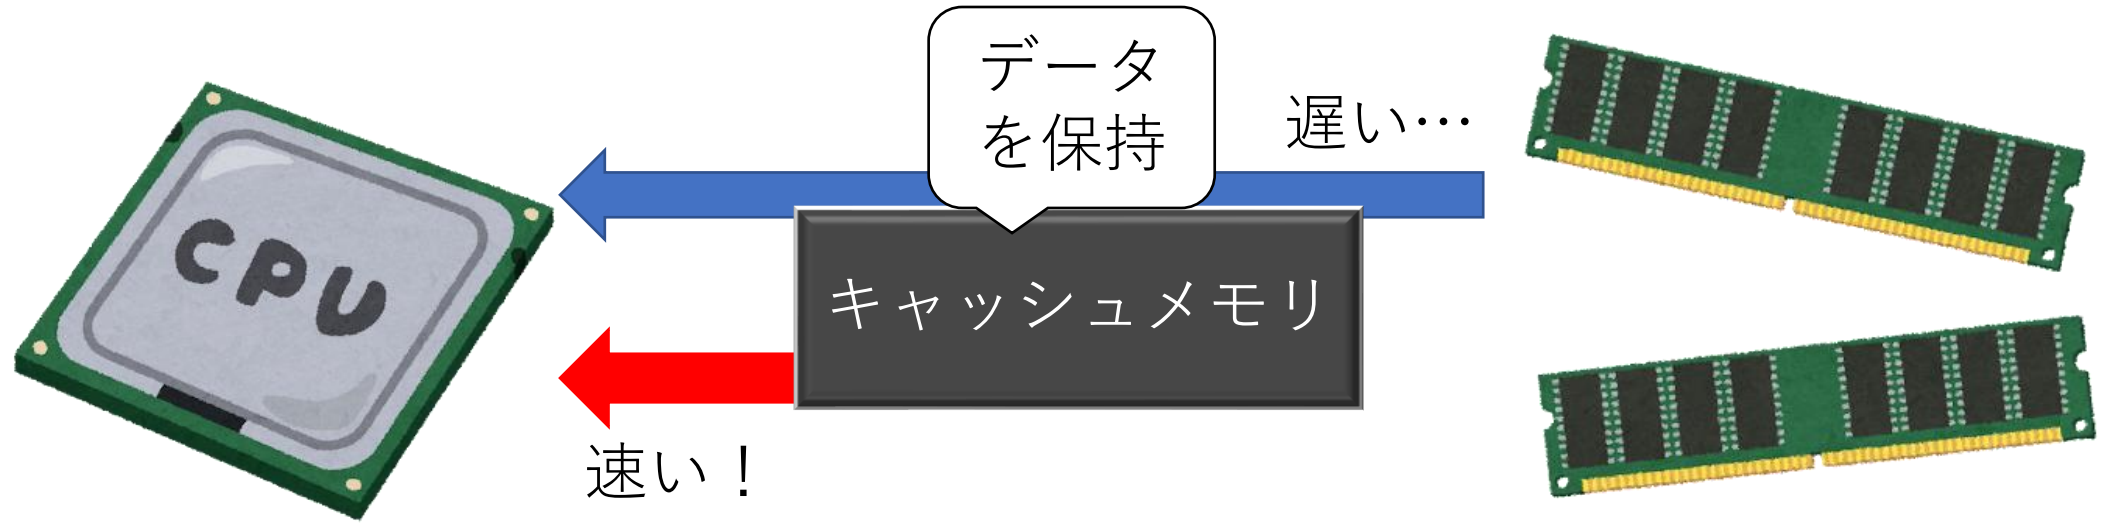 データ
を保持
遅い…
CPU
キャッシュメモリ
速い！